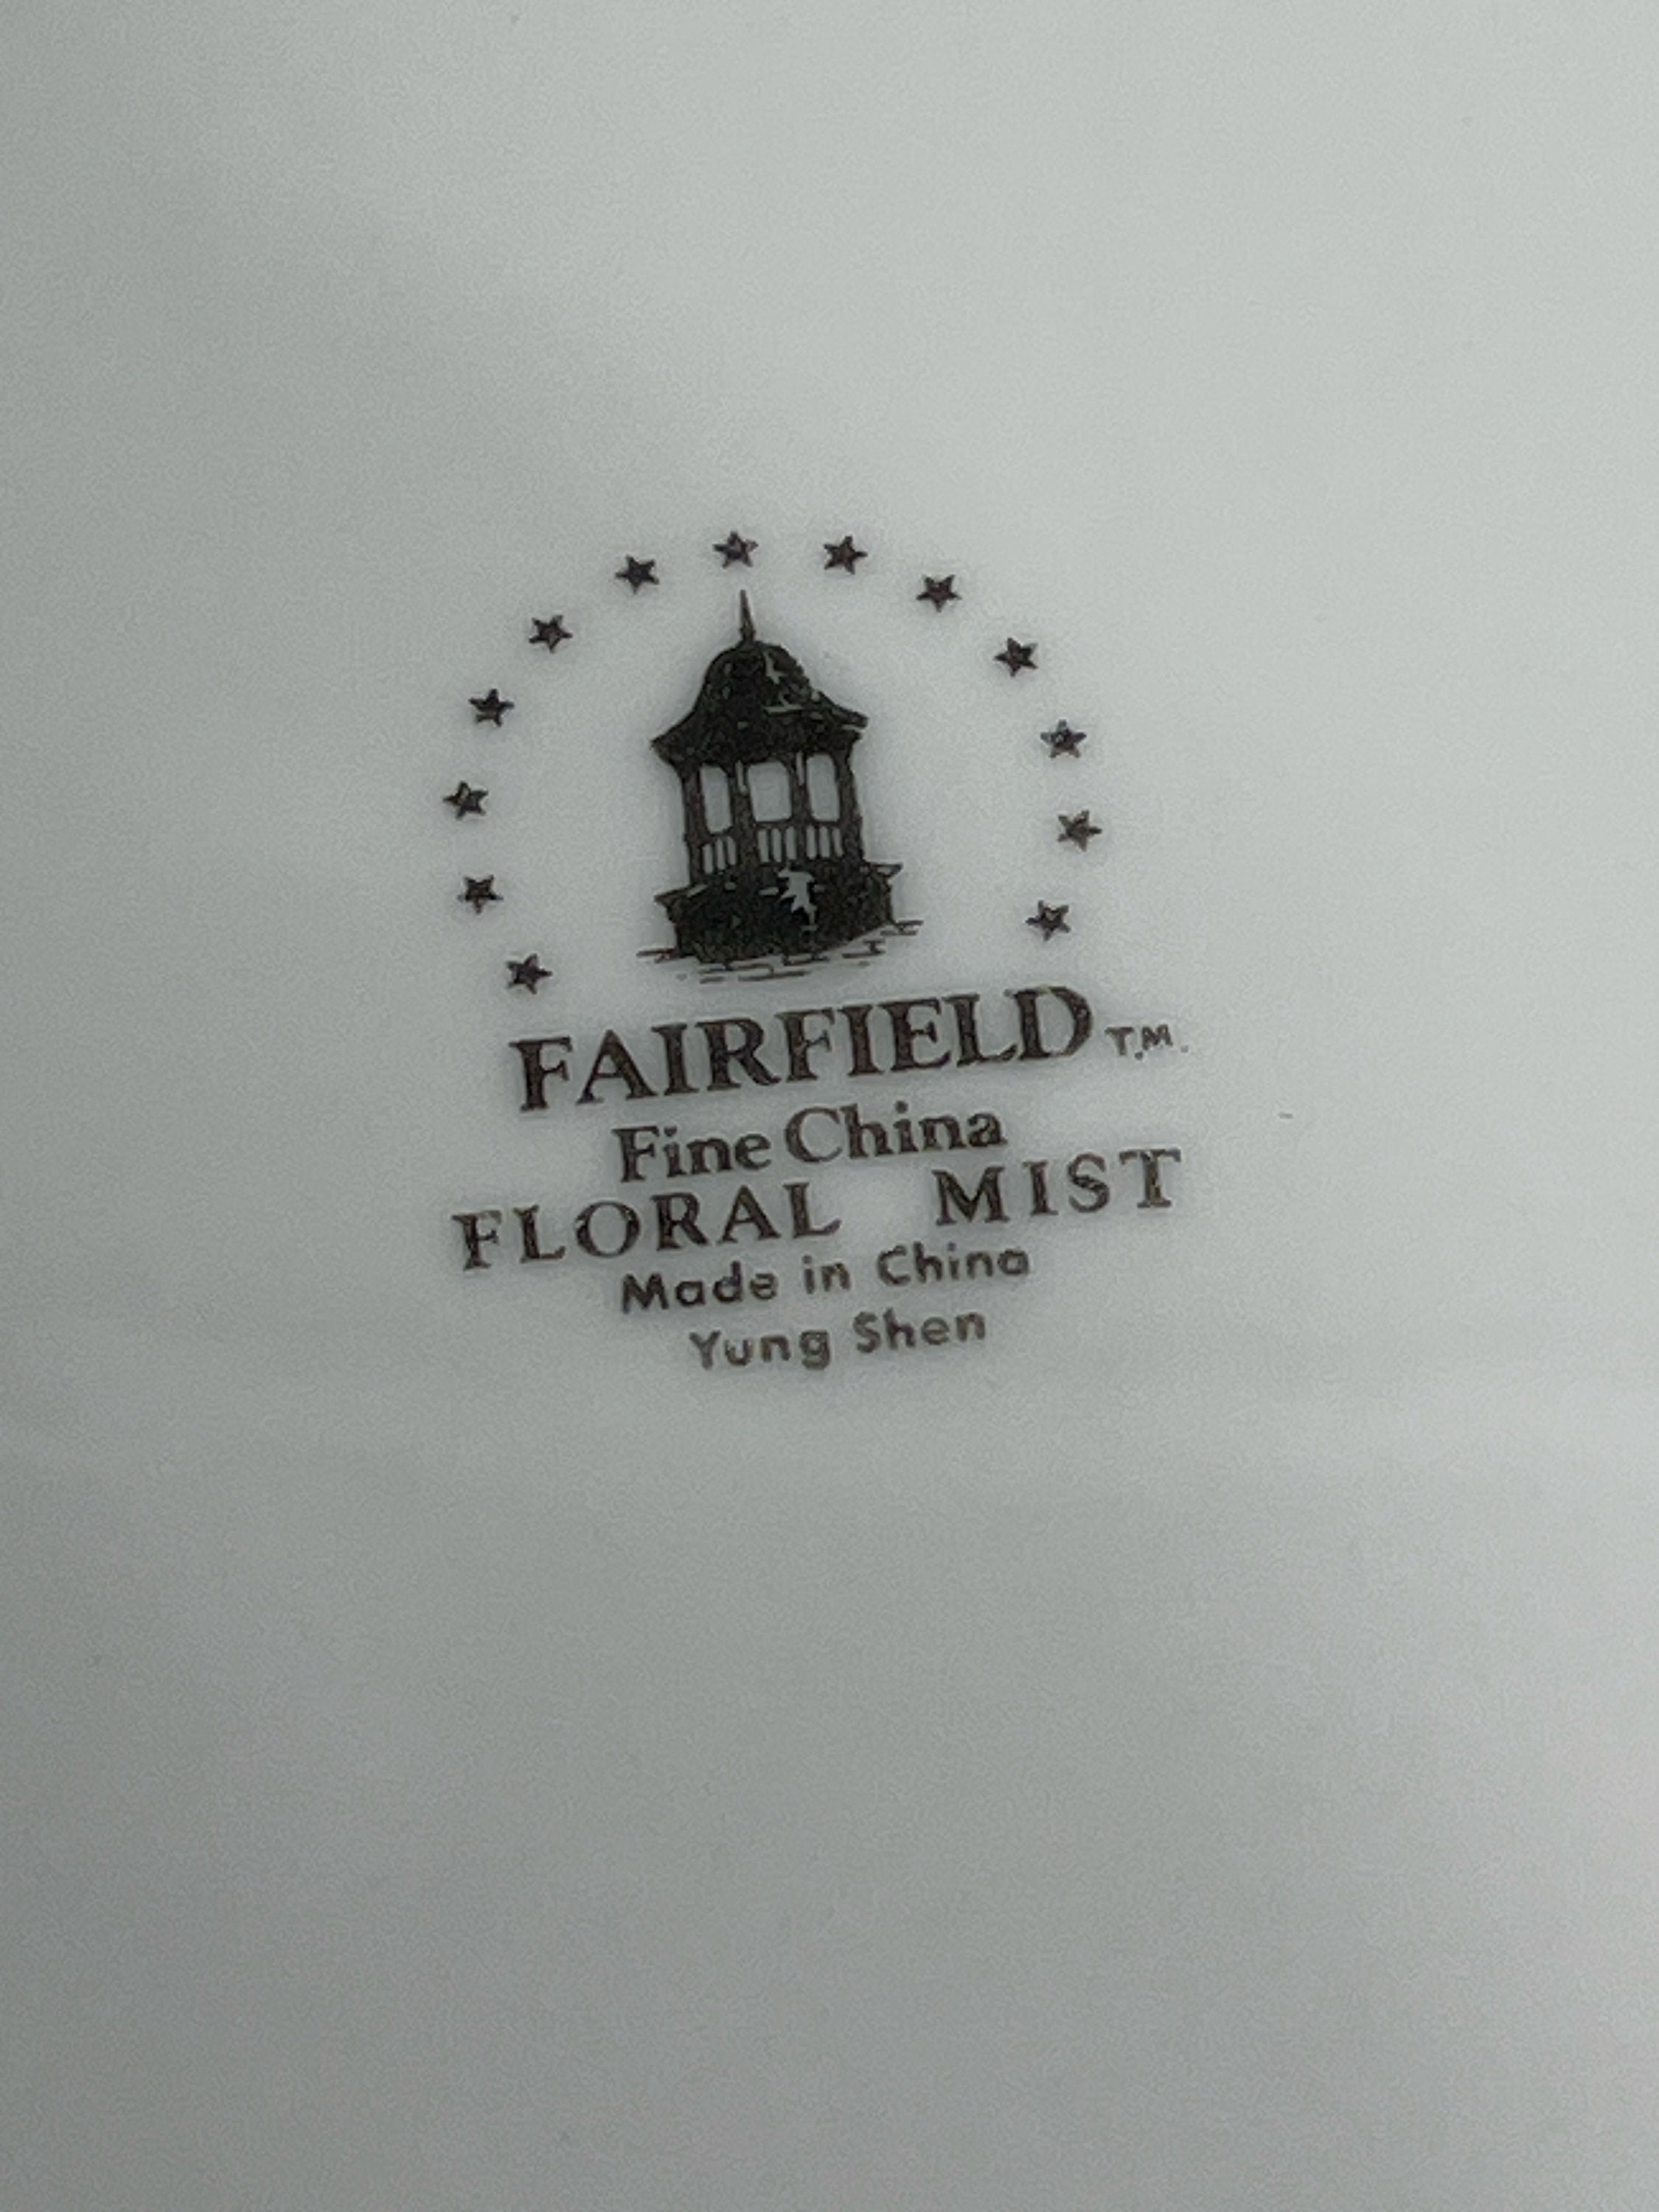 FAIRFIELD T.M.
Fine China
FLORAL MIST
Made in China
Yung Shen